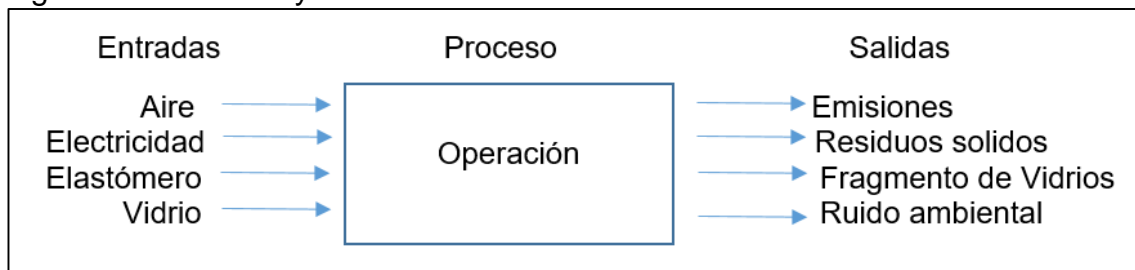 Entradas Proceso Salidas
Aire Emisiones
Electricidad Residuos solidos
Operación
Elastómero Fragmento de Vidrios
Vidrio Ruido ambiental